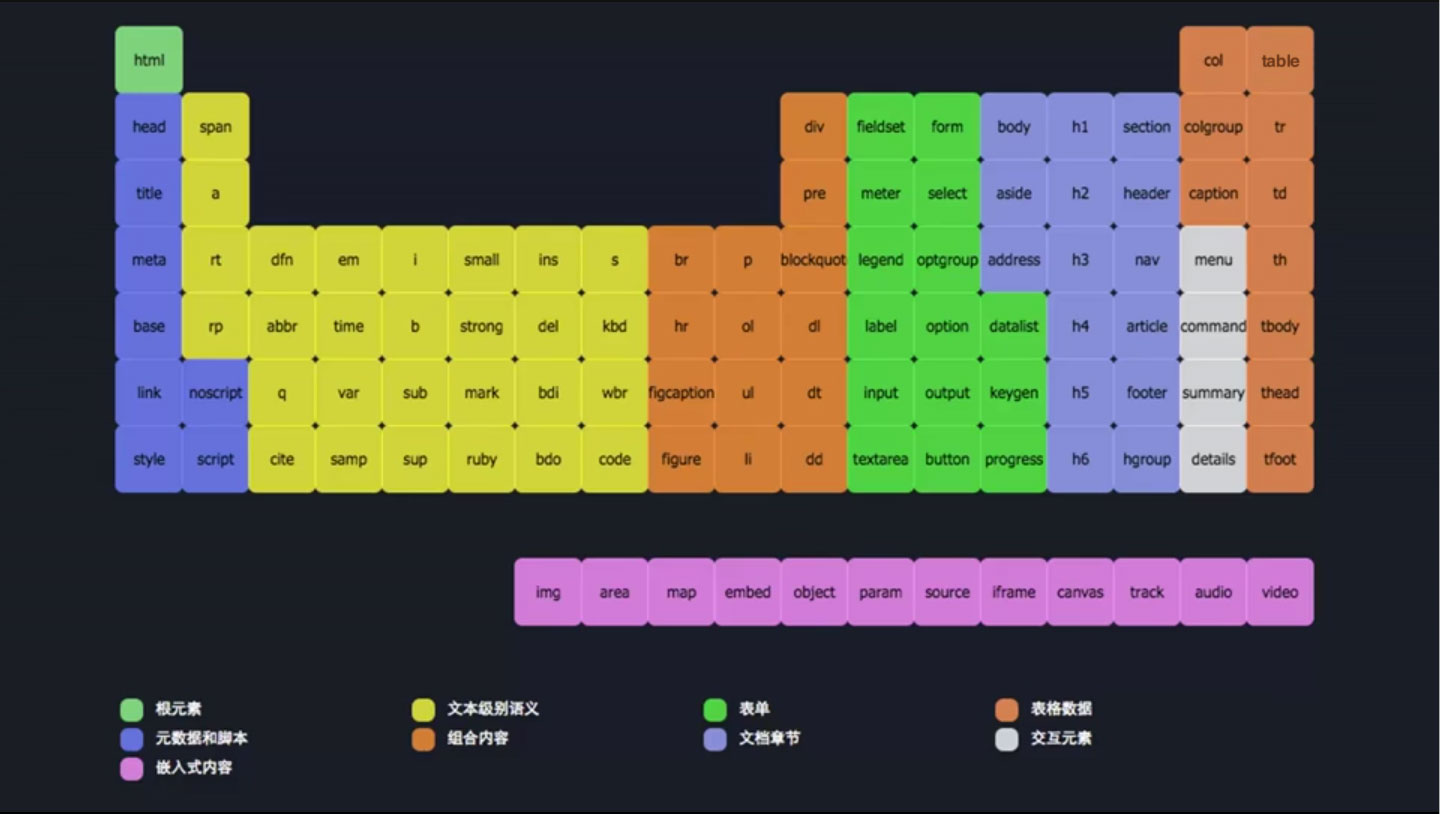 html col table
head span div fieldset form body h1 section colgroup tr
title a pre meter select aside h2 header caption td
meta rt dfn em i small ins s br p blockquot legend optgroup address h3 nav menu th
base rp abbr time b strong del kbd hr ol dl label option datalist h4 article command tbody
link noscript q var sub mark bdi wbr figcaption ul dt input output keygen h5 footer summary thead
style script cite samp sup ruby bdo code figure li dd textarea button progress h6 hgroup details tfoot
img area map embed object param source iframe canvas track audio video
根元素 文本级别语义 表单 表格数据
元数据和脚本 组合内容 文档章节 交互元素
嵌入式内容